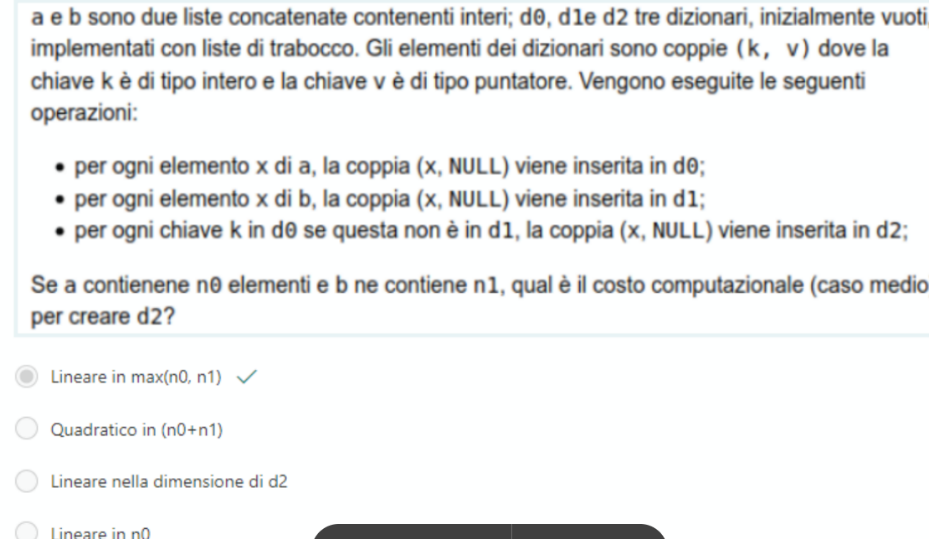 a e b sono due liste concatenate contenenti interi; d0, d1e d2 tre dizionari, inizialmente vuoti,
implementati con liste di trabocco. Gli elementi dei dizionari sono coppie (k, v) dove la
chiave k è di tipo intero e la chiave v è di tipo puntatore. Vengono eseguite le seguenti
operazioni:
• per ogni elemento x di a, la coppia (x, NULL) viene inserita in d0;
• per ogni elemento x di b, la coppia (x, NULL) viene inserita in d1;
• per ogni chiave k in d0 se questa non è in d1, la coppia (x, NULL) viene inserita in d2;
Se a contienene n0 elementi e b ne contiene n1, qual è il costo computazionale (caso medio
per creare d2?
Lineare in max(n0, n1) ✓
Quadratico in (n0+n1)
Lineare nella dimensione di d2
Lineare in n0